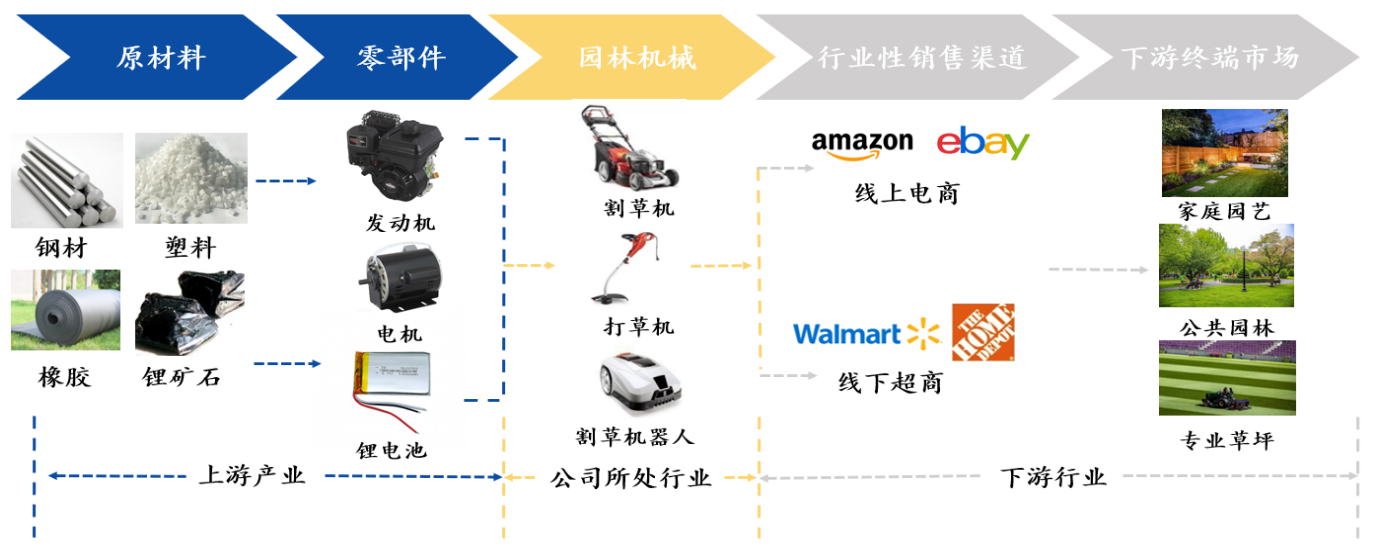 原材料
零部件
园林机械
行业性销售渠道
下游终端市场
钢材
塑料
橡胶
锂矿石
发动机
电机
锂电池
割草机
打草机
割草机器人
amazon
ebay
线上电商
Walmart
THE
HOME
DEPOT
线下超商
家庭园艺
公共园林
专业草坪
上游产业
公司所处行业
下游行业